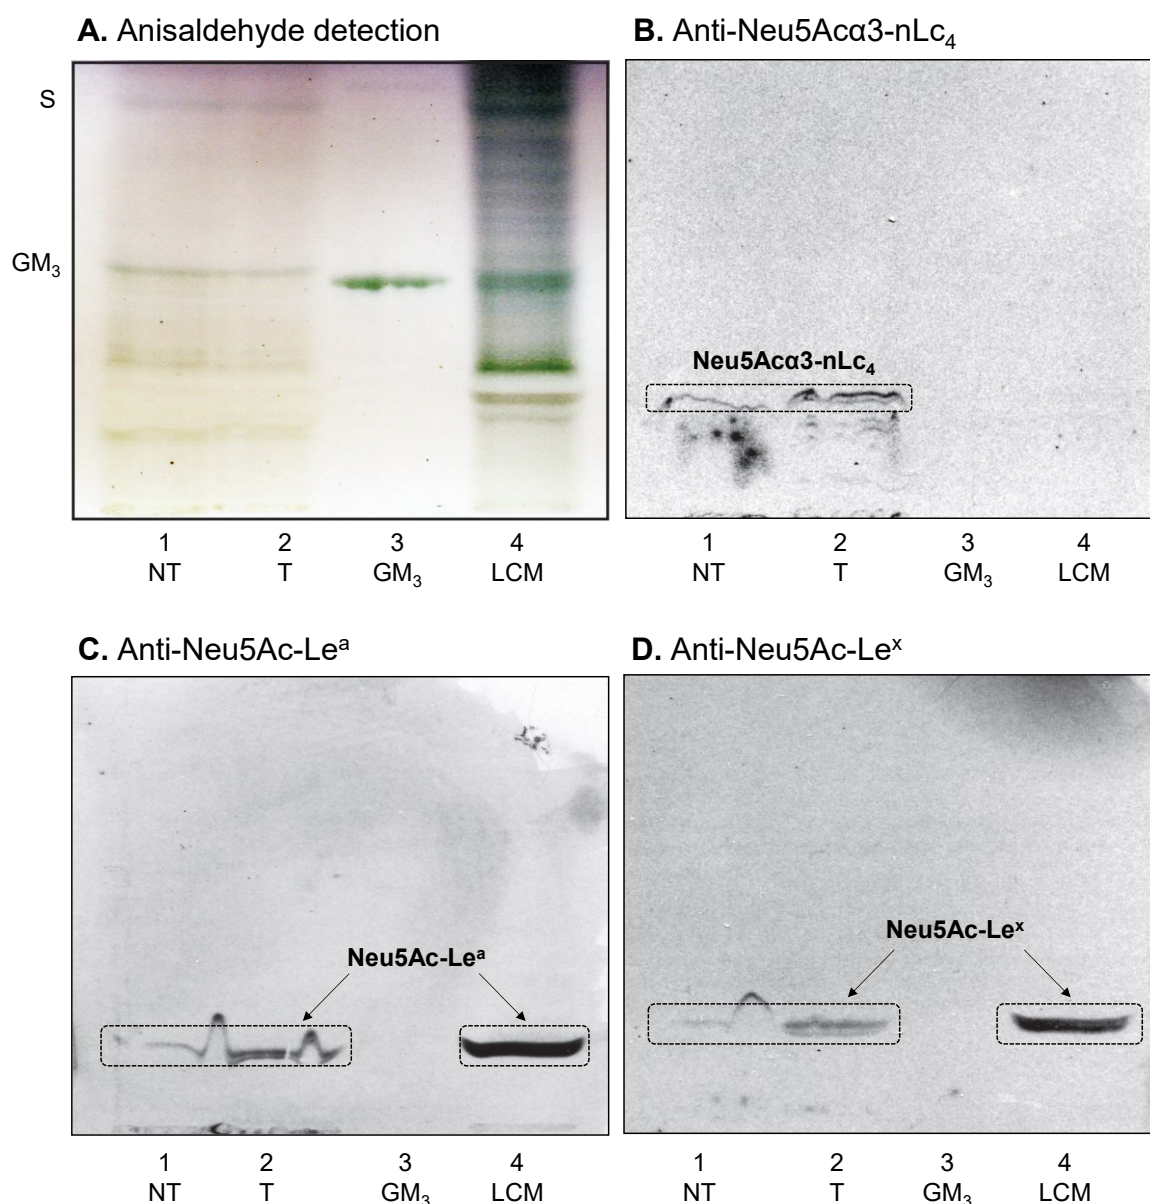 A. Anisaldehyde detection
S
GM₃
1 2 3 4
NT T GM₃ LCM
B. Anti-Neu5Acα3-nLc₄
Neu5Acα3-nLc₄
1 2 3 4
NT T GM₃ LCM
C. Anti-Neu5Ac-Leᵃ
Neu5Ac-Leᵃ
1 2 3 4
NT T GM₃ LCM
D. Anti-Neu5Ac-Leˣ
Neu5Ac-Leˣ
1 2 3 4
NT T GM₃ LCM